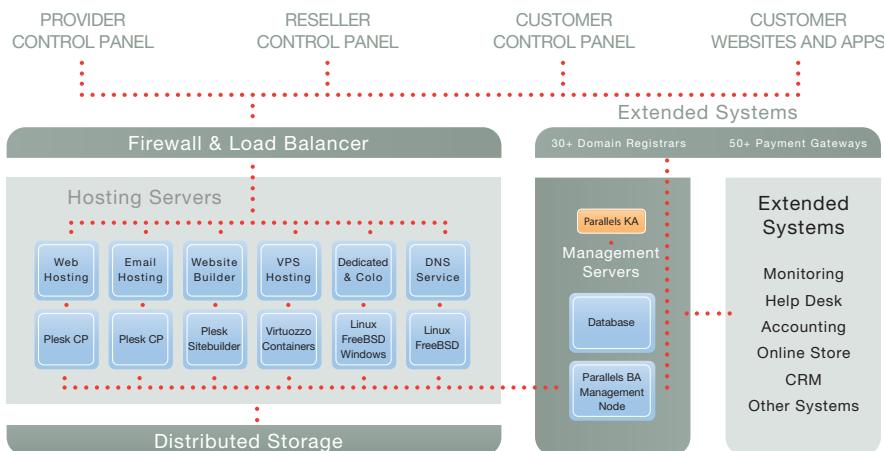 PROVIDER
CONTROL PANEL
RESELLER
CONTROL PANEL
CUSTOMER
CONTROL PANEL
CUSTOMER
WEBSITES AND APPS
Extended Systems
Firewall & Load Balancer
30+ Domain Registrars
50+ Payment Gateways
Hosting Servers
Web
Hosting
Email
Hosting
Website
Builder
VPS
Hosting
Dedicated
& Colo
DNS
Service
Plesk CP
Plesk CP
Plesk
Sitebuilder
Virtuozzo
Containers
Linux
FreeBSD
Windows
Linux
FreeBSD
Distributed Storage
Parallels KA
Management
Servers
Database
Parallels BA
Management
Node
Extended
Systems
Monitoring
Help Desk
Accounting
Online Store
CRM
Other Systems